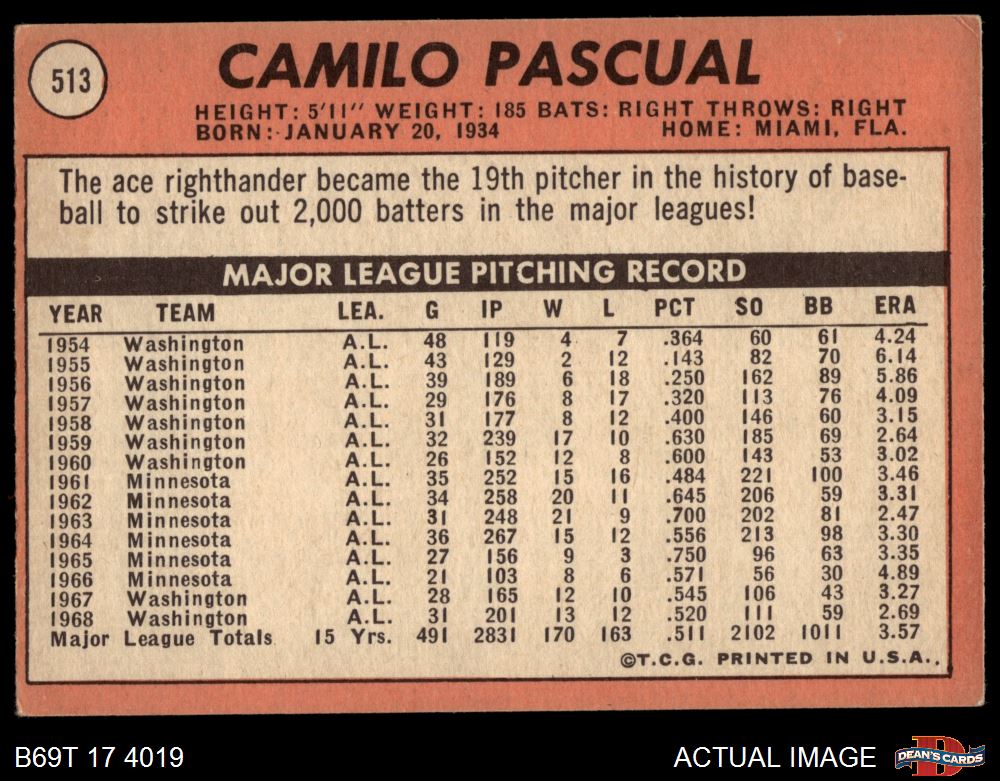 513
CAMILO PASCUAL
HEIGHT: 5'11" WEIGHT: 185 BATS: RIGHT THROWS: RIGHT
BORN: JANUARY 20, 1934 HOME: MIAMI, FLA.
The ace righthander became the 19th pitcher in the history of base-
ball to strike out 2,000 batters in the major leagues!
MAJOR LEAGUE PITCHING RECORD
YEAR TEAM LEA. G IP W L PCT SO BB ERA
1954 Washington A.L. 48 119 4 7 .364 60 61 4.24
1955 Washington A.L. 43 129 2 12 .143 82 70 6.14
1956 Washington A.L. 39 189 6 18 .250 162 89 5.86
1957 Washington A.L. 29 176 8 17 .320 113 76 4.09
1958 Washington A.L. 31 177 8 12 .400 146 60 3.15
1959 Washington A.L. 32 239 17 10 .630 185 69 2.64
1960 Washington A.L. 26 152 12 8 .600 143 53 3.02
1961 Minnesota A.L. 35 252 15 16 .484 221 100 3.46
1962 Minnesota A.L. 34 258 20 11 .645 206 59 3.31
1963 Minnesota A.L. 31 248 21 9 .700 202 81 2.47
1964 Minnesota A.L. 36 267 15 12 .556 213 98 3.30
1965 Minnesota A.L. 27 156 9 3 .750 96 63 3.35
1966 Minnesota A.L. 21 103 8 6 .571 56 30 4.89
1967 Washington A.L. 28 165 12 10 .545 106 43 3.27
1968 Washington A.L. 31 201 13 12 .520 111 59 2.69
Major League Totals 15 Yrs. 491 2831 170 163 .511 2102 1011 3.57
©T.C.G. PRINTED IN U.S.A.
B69T 17 4019 ACTUAL IMAGE DEAN'S CARDS